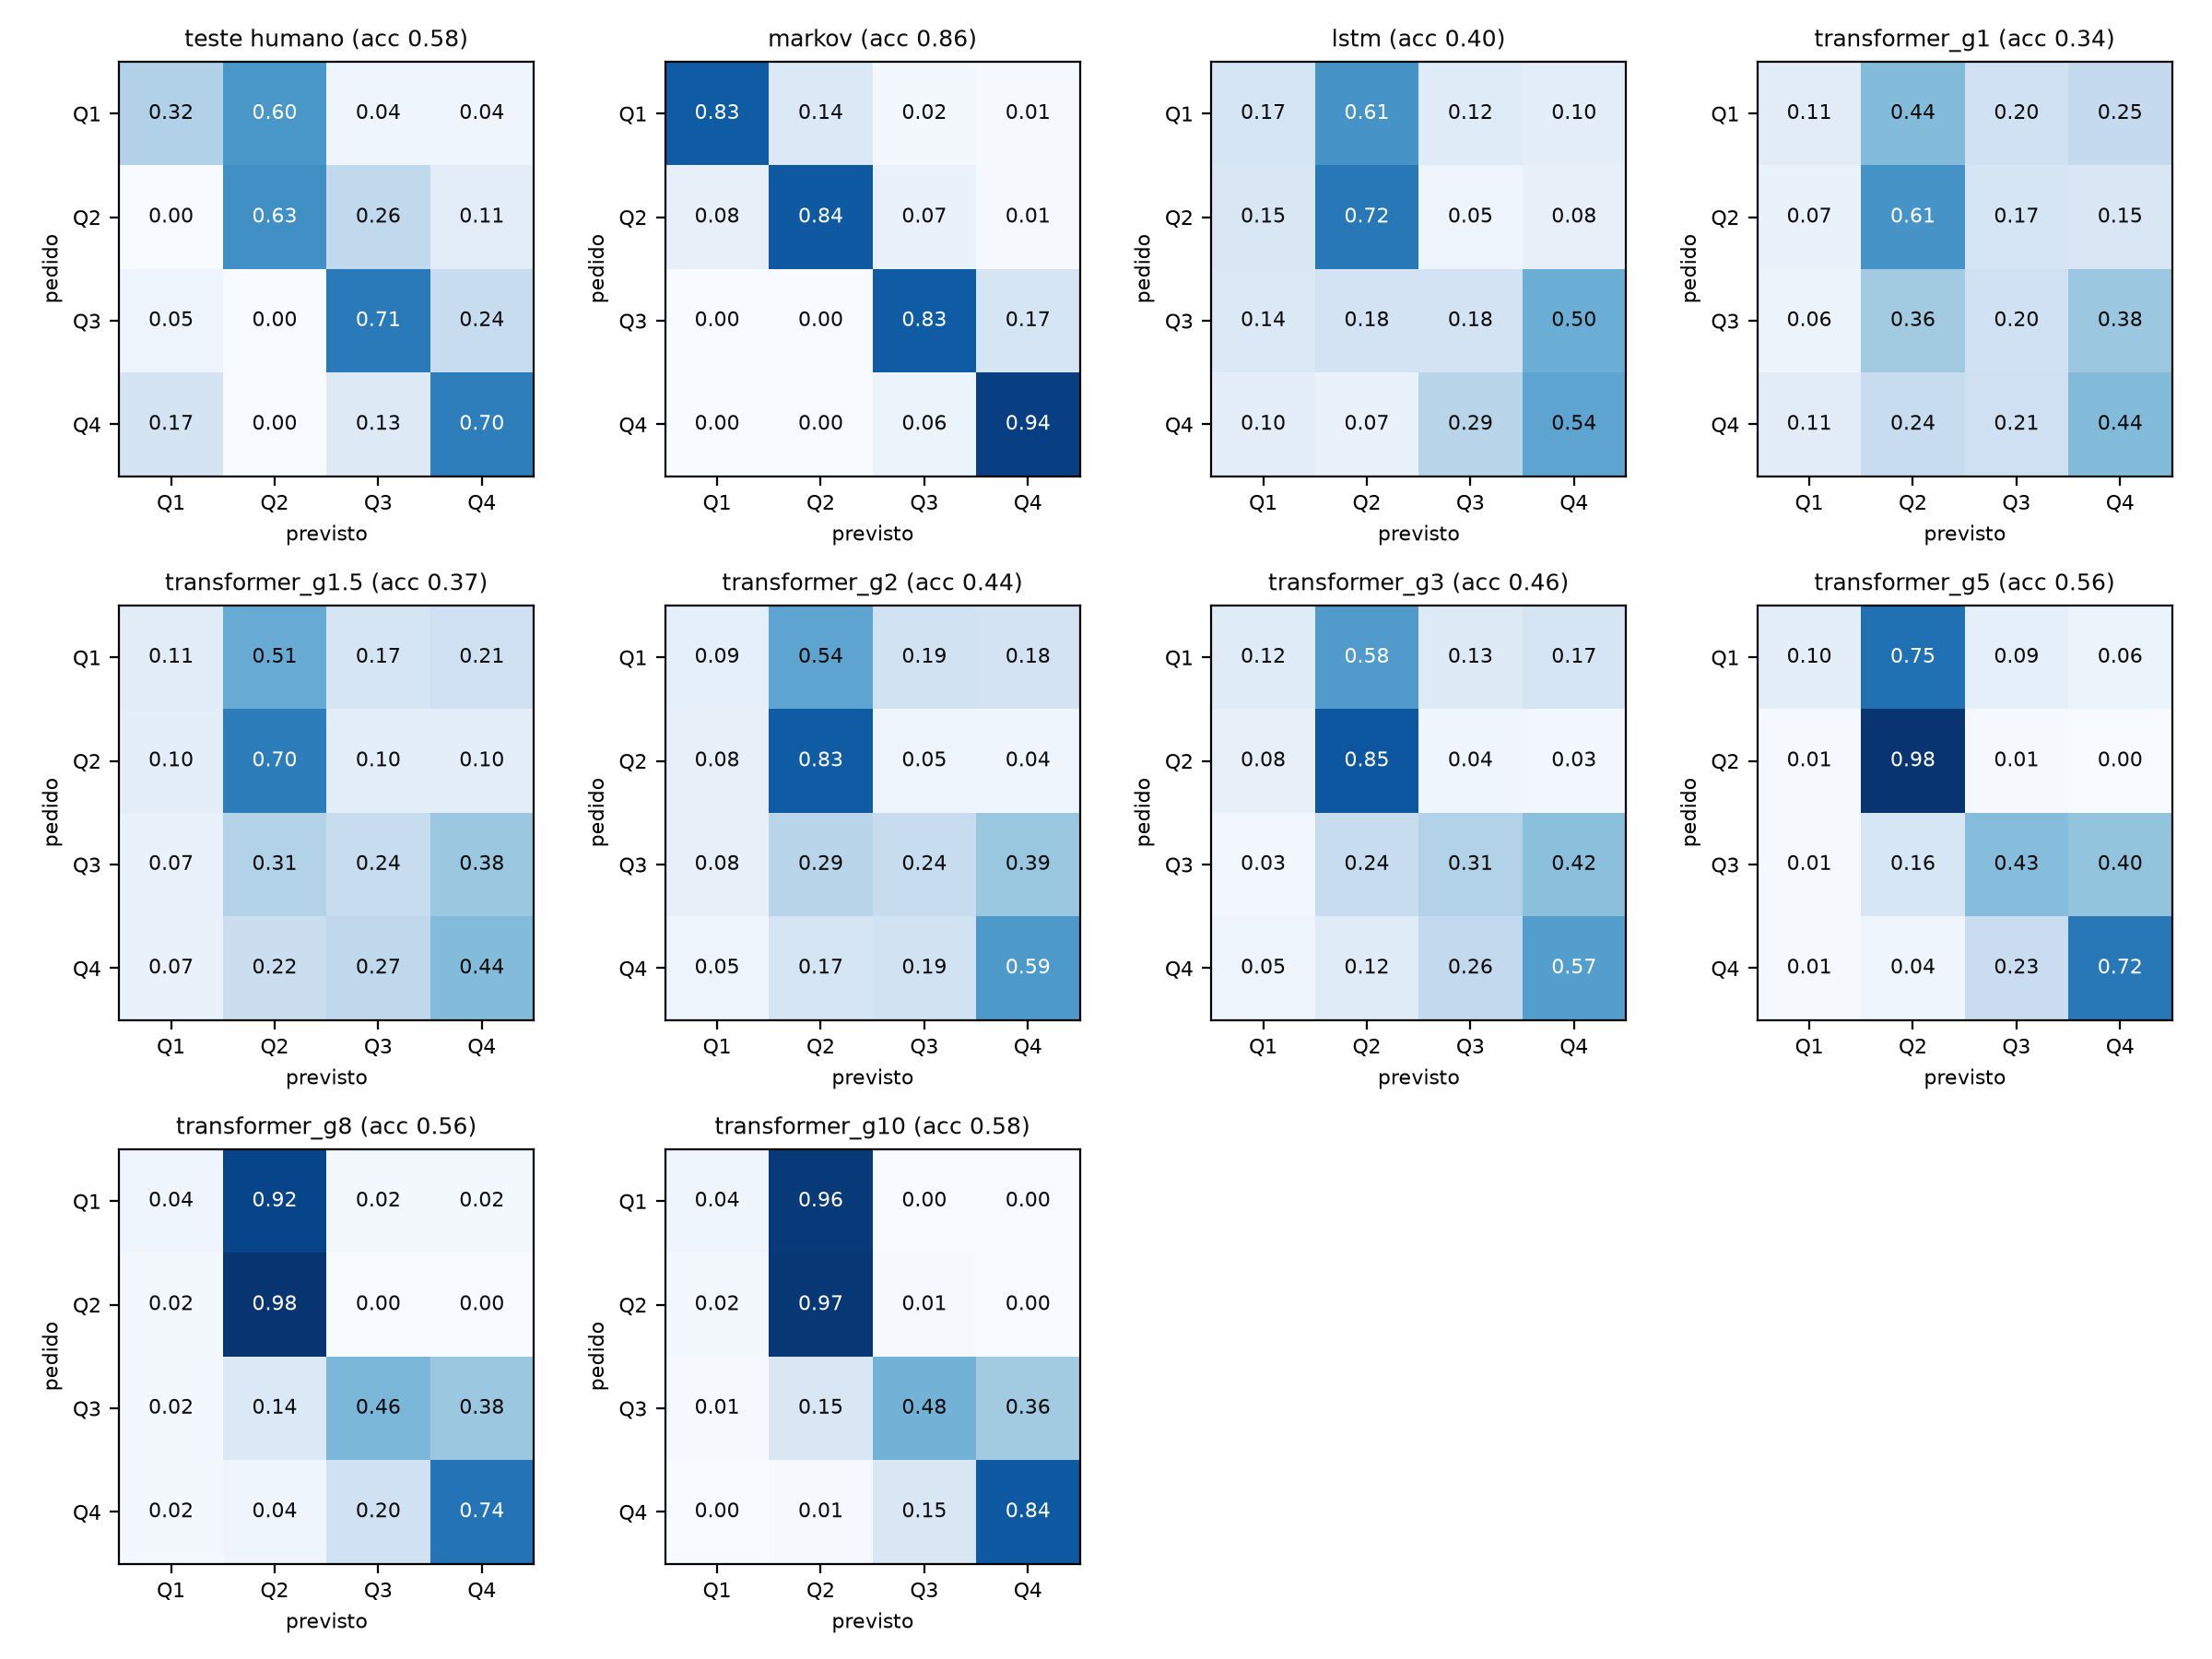 teste humano (acc 0.58)
Q1 0.32 0.60 0.04 0.04
Q2 0.00 0.63 0.26 0.11
pedido
Q3 0.05 0.00 0.71 0.24
Q4 0.17 0.00 0.13 0.70
Q1 Q2 Q3 Q4
previsto
markov (acc 0.86)
Q1 0.83 0.14 0.02 0.01
Q2 0.08 0.84 0.07 0.01
pedido
Q3 0.00 0.00 0.83 0.17
Q4 0.00 0.00 0.06 0.94
Q1 Q2 Q3 Q4
previsto
lstm (acc 0.40)
Q1 0.17 0.61 0.12 0.10
Q2 0.15 0.72 0.05 0.08
pedido
Q3 0.14 0.18 0.18 0.50
Q4 0.10 0.07 0.29 0.54
Q1 Q2 Q3 Q4
previsto
transformer_g1 (acc 0.34)
Q1 0.11 0.44 0.20 0.25
Q2 0.07 0.61 0.17 0.15
pedido
Q3 0.06 0.36 0.20 0.38
Q4 0.11 0.24 0.21 0.44
Q1 Q2 Q3 Q4
previsto
transformer_g1.5 (acc 0.37)
Q1 0.11 0.51 0.17 0.21
Q2 0.10 0.70 0.10 0.10
pedido
Q3 0.07 0.31 0.24 0.38
Q4 0.07 0.22 0.27 0.44
Q1 Q2 Q3 Q4
previsto
transformer_g2 (acc 0.44)
Q1 0.09 0.54 0.19 0.18
Q2 0.08 0.83 0.05 0.04
pedido
Q3 0.08 0.29 0.24 0.39
Q4 0.05 0.17 0.19 0.59
Q1 Q2 Q3 Q4
previsto
transformer_g3 (acc 0.46)
Q1 0.12 0.58 0.13 0.17
Q2 0.08 0.85 0.04 0.03
pedido
Q3 0.03 0.24 0.31 0.42
Q4 0.05 0.12 0.26 0.57
Q1 Q2 Q3 Q4
previsto
transformer_g5 (acc 0.56)
Q1 0.10 0.75 0.09 0.06
Q2 0.01 0.98 0.01 0.00
pedido
Q3 0.01 0.16 0.43 0.40
Q4 0.01 0.04 0.23 0.72
Q1 Q2 Q3 Q4
previsto
transformer_g8 (acc 0.56)
Q1 0.04 0.92 0.02 0.02
Q2 0.02 0.98 0.00 0.00
pedido
Q3 0.02 0.14 0.46 0.38
Q4 0.02 0.04 0.20 0.74
Q1 Q2 Q3 Q4
previsto
transformer_g10 (acc 0.58)
Q1 0.04 0.96 0.00 0.00
Q2 0.02 0.97 0.01 0.00
pedido
Q3 0.01 0.15 0.48 0.36
Q4 0.00 0.01 0.15 0.84
Q1 Q2 Q3 Q4
previsto